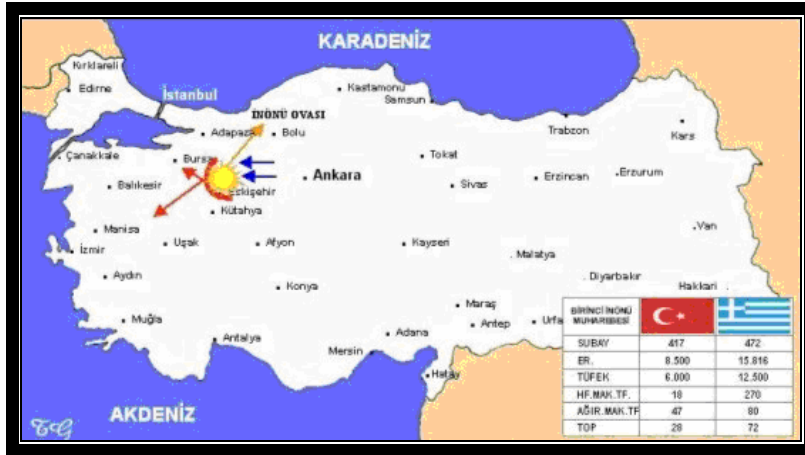 KARADENİZ
Kırklareli
Edirne
İstanbul
Kastamonu
Samsun
İNÖNÜ OVASI
Adapaza
Bolu
Trabzon
Kars
Çanakkale
Bursa
Tokat
Ankara
Balıkesir
Eskişehir
Sivas
Erzincan
Erzurum
Kütahya
Manisa
Van
İzmir
Uşak
Afyon
Kayseri
Malatya
Aydın
Konya
Diyarbakır
Hakkari
Muğla
Maraş
Antep
Urfa
Antalya
Mersin
Adana
Hatay
AKDENİZ
TG
BİRİNCİ İNÖNÜ
MUHAREBESİ
SUBAY 417 472
ER. 8.500 15.816
TÜFEK 6.000 12.500
HF.MAK.TF. 18 270
AĞIR.MAK.TF 47 80
TOP 28 72